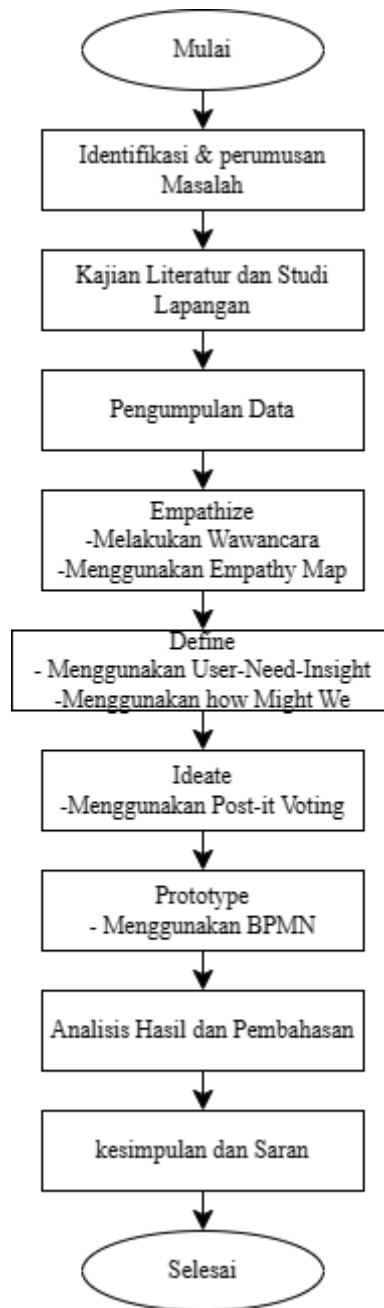 Mulai
Identifikasi & perumusan
Masalah
Kajian Literatur dan Studi
Lapangan
Pengumpulan Data
Empathize
-Melakukan Wawancara
-Menggunakan Empathy Map
Define
- Menggunakan User-Need-Insight
-Menggunakan how Might We
Ideate
-Menggunakan Post-it Voting
Prototype
- Menggunakan BPMN
Analisis Hasil dan Pembahasan
kesimpulan dan Saran
Selesai